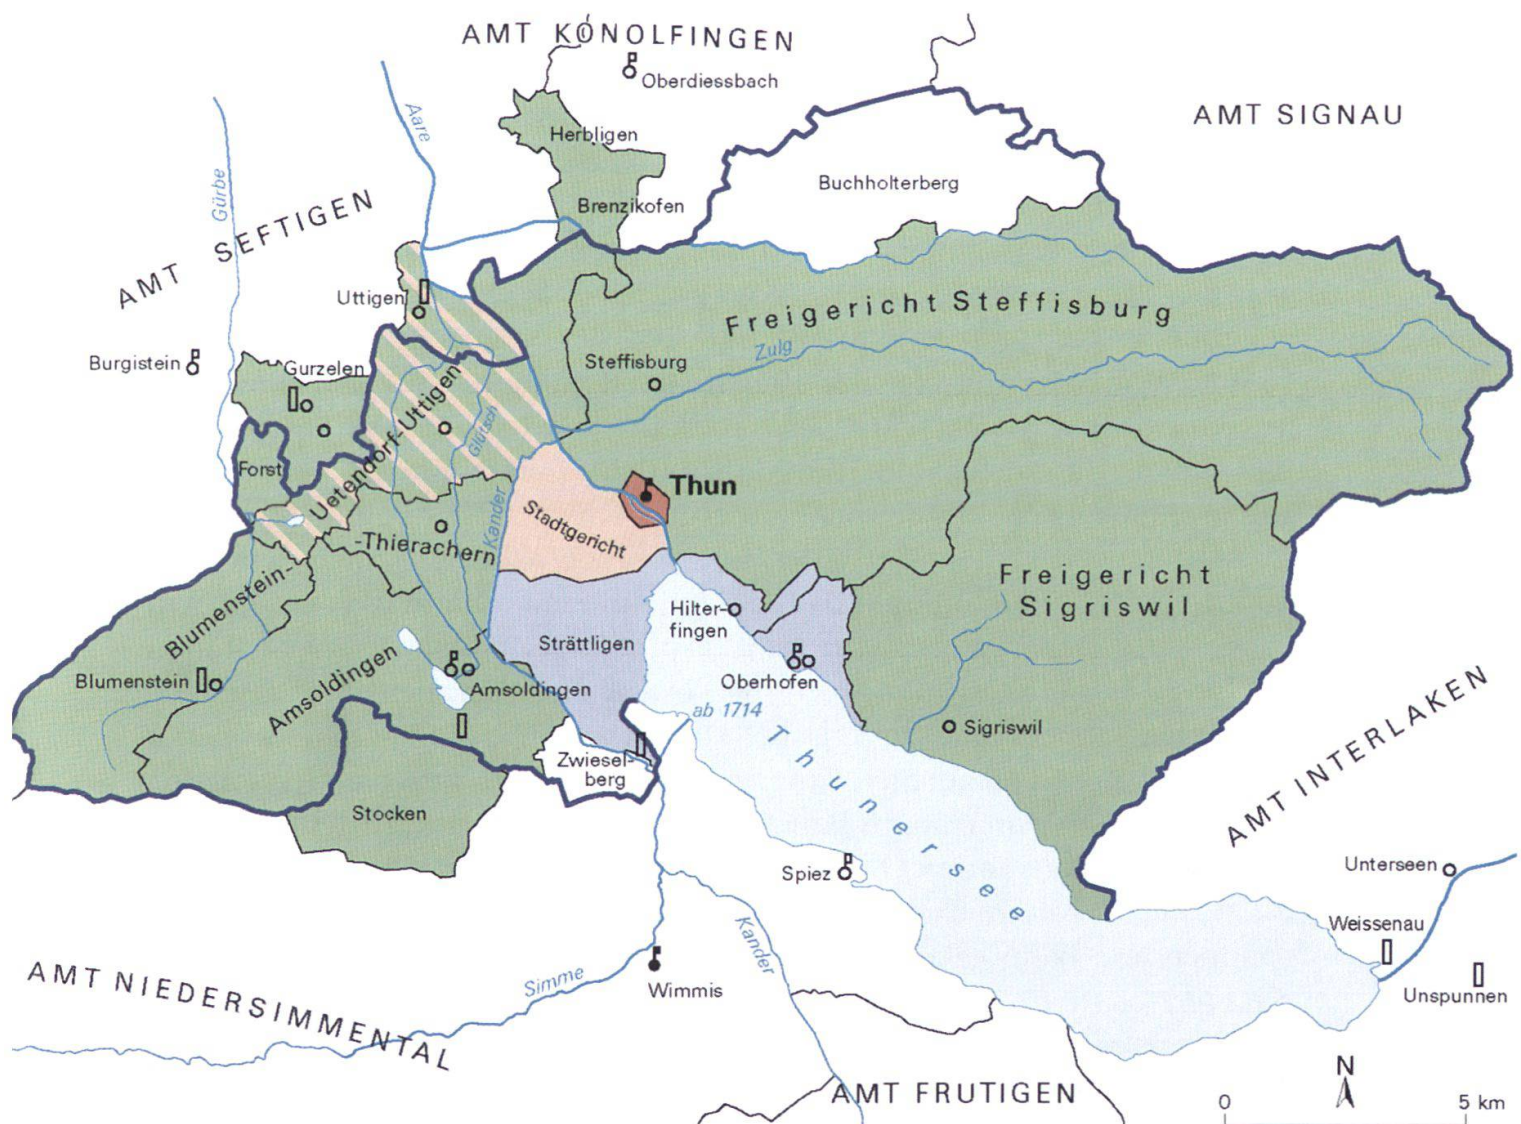 AMT KONOLFINGEN
Oberdiessbach
AMT SIGNAU
Aare
Herbligen
Buchholterberg
Gürbe
Brenzikofen
AMT SEFTIGEN
Uttigen
Freigericht Steffisburg
Burgistein
Gurzelen
Steffisburg
Zulg
Uetendorf-Uttigen-
Glütsch
Forst
Thun
Kander
Stadtgericht
-Thierachern
Freigericht
Sigriswil
Blumenstein-
Hilter-
fingen
Strättligen
Amsoldingen
Blumenstein
Amsoldingen
Oberhofen
ab 1714
Sigriswil
Thunersee
Zwiesel-
berg
AMT INTERLAKEN
Stocken
Spiez
Unterseen
Weissenau
Kander
AMT NIEDERSIMMENTAL
Simme
Wimmis
Unspunnen
N
AMT FRUTIGEN
0 5 km